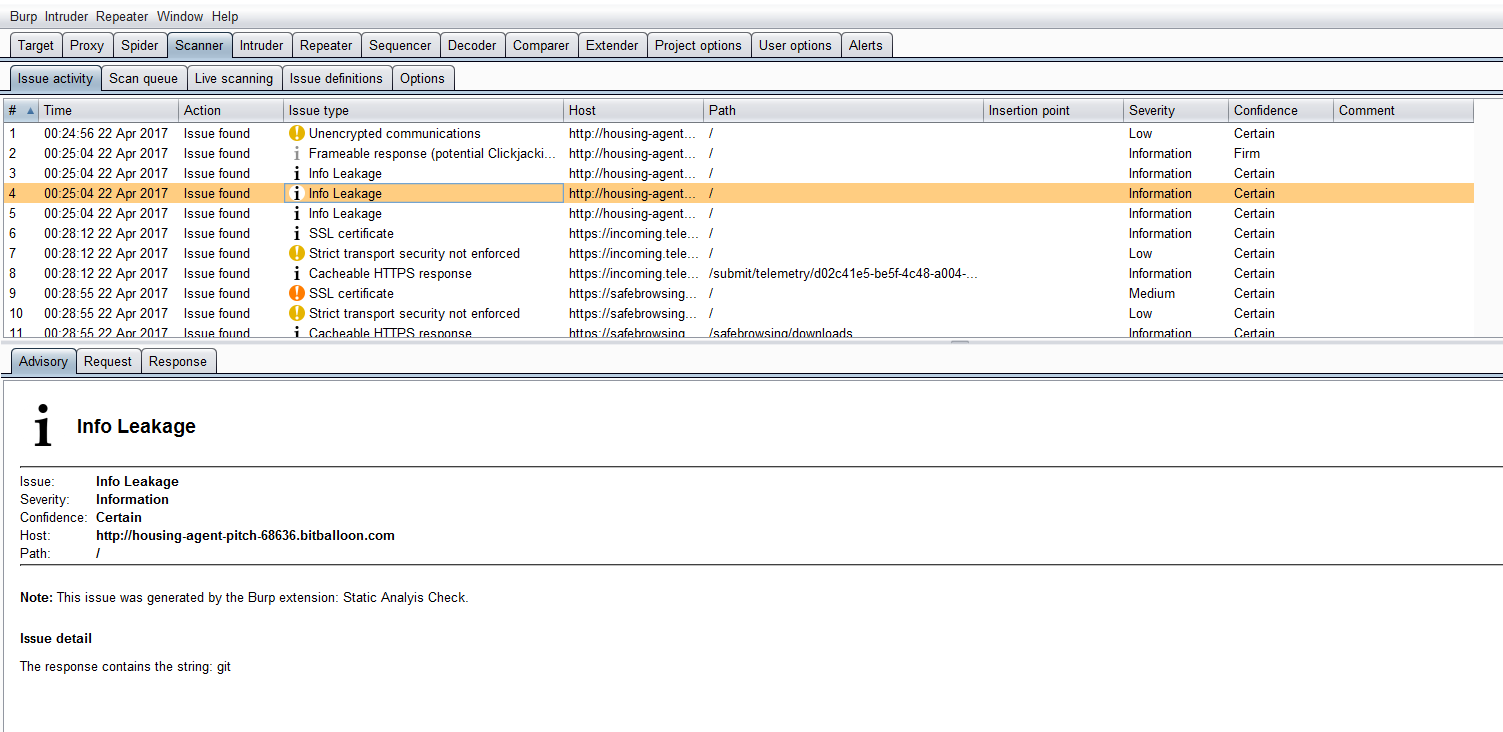 Burp Intruder Repeater Window Help
Target Proxy Spider Scanner Intruder Repeater Sequencer Decoder Comparer Extender Project options User options Alerts
Issue activity Scan queue Live scanning Issue definitions Options
# Time Action Issue type Host Path Insertion point Severity Confidence Comment
1 00:24:56 22 Apr 2017 Issue found Unencrypted communications http://housing-agent... / Low Certain
2 00:25:04 22 Apr 2017 Issue found Frameable response (potential Clickjacki... http://housing-agent... / Information Firm
3 00:25:04 22 Apr 2017 Issue found Info Leakage http://housing-agent... / Information Certain
4 00:25:04 22 Apr 2017 Issue found Info Leakage http://housing-agent... / Information Certain
5 00:25:04 22 Apr 2017 Issue found Info Leakage http://housing-agent... / Information Certain
6 00:28:12 22 Apr 2017 Issue found SSL certificate https://incoming.tele... / Information Certain
7 00:28:12 22 Apr 2017 Issue found Strict transport security not enforced https://incoming.tele... / Low Certain
8 00:28:12 22 Apr 2017 Issue found Cacheable HTTPS response https://incoming.tele... /submit/telemetry/d02c41e5-be5f-4c48-a004-... Information Certain
9 00:28:55 22 Apr 2017 Issue found SSL certificate https://safebrowsing... / Medium Certain
10 00:28:55 22 Apr 2017 Issue found Strict transport security not enforced https://safebrowsing... / Low Certain
11 00:28:55 22 Apr 2017 Issue found Cacheable HTTPS response https://safebrowsing... /safebrowsing/downloads Information Certain
Advisory Request Response
Info Leakage
Issue: Info Leakage
Severity: Information
Confidence: Certain
Host: http://housing-agent-pitch-68636.bitballoon.com
Path: /
Note: This issue was generated by the Burp extension: Static Analyis Check.
Issue detail
The response contains the string: git